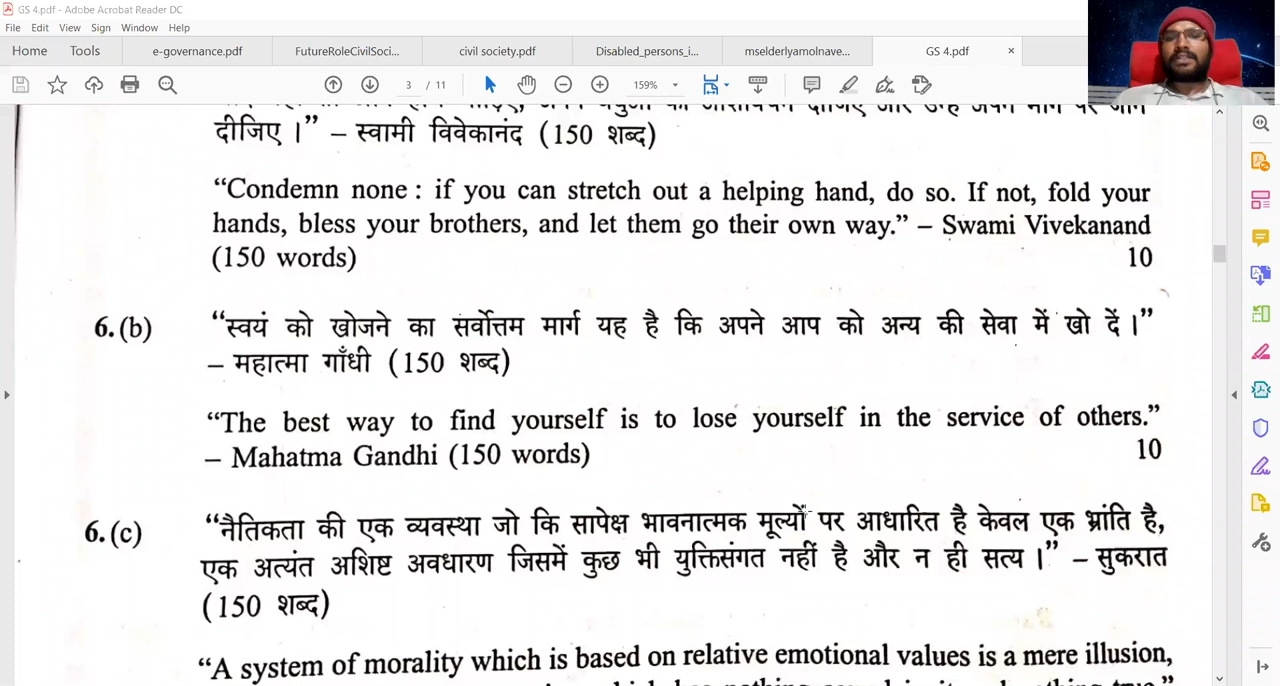 GS 4.pdf - Adobe Acrobat Reader DC
File Edit View Sign Window Help
Home Tools e-governance.pdf FutureRoleCivilSoci... civil society.pdf Disabled_persons_i... mselderlyamolnave... GS 4.pdf ×
3 / 11 159%
दीजिए ।” – स्वामी विवेकानंद (150 शब्द)
“Condemn none : if you can stretch out a helping hand, do so. If not, fold your
hands, bless your brothers, and let them go their own way.” – Swami Vivekanand
(150 words) 10
6.(b) “स्वयं को खोजने का सर्वोत्तम मार्ग यह है कि अपने आप को अन्य की सेवा में खो दें ।”
– महात्मा गाँधी (150 शब्द)
“The best way to find yourself is to lose yourself in the service of others.”
– Mahatma Gandhi (150 words) 10
6.(c) “नैतिकता की एक व्यवस्था जो कि सापेक्ष भावनात्मक मूल्यों पर आधारित है केवल एक भ्रांति है,
एक अत्यंत अशिष्ट अवधारण जिसमें कुछ भी युक्तिसंगत नहीं है और न ही सत्य ।” – सुकरात
(150 शब्द)
“A system of morality which is based on relative emotional values is a mere illusion,